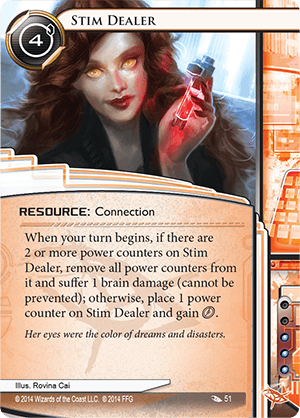 STIM DEALER
4
RESOURCE: Connection
When your turn begins, if there are
2 or more power counters on Stim
Dealer, remove all power counters from
it and suffer 1 brain damage (cannot be
prevented); otherwise, place 1 power
counter on Stim Dealer and gain
Her eyes were the color of dreams and disasters.
Illus. Rovina Cai
© 2014 Wizards of the Coast LLC. © 2014 FFG
51